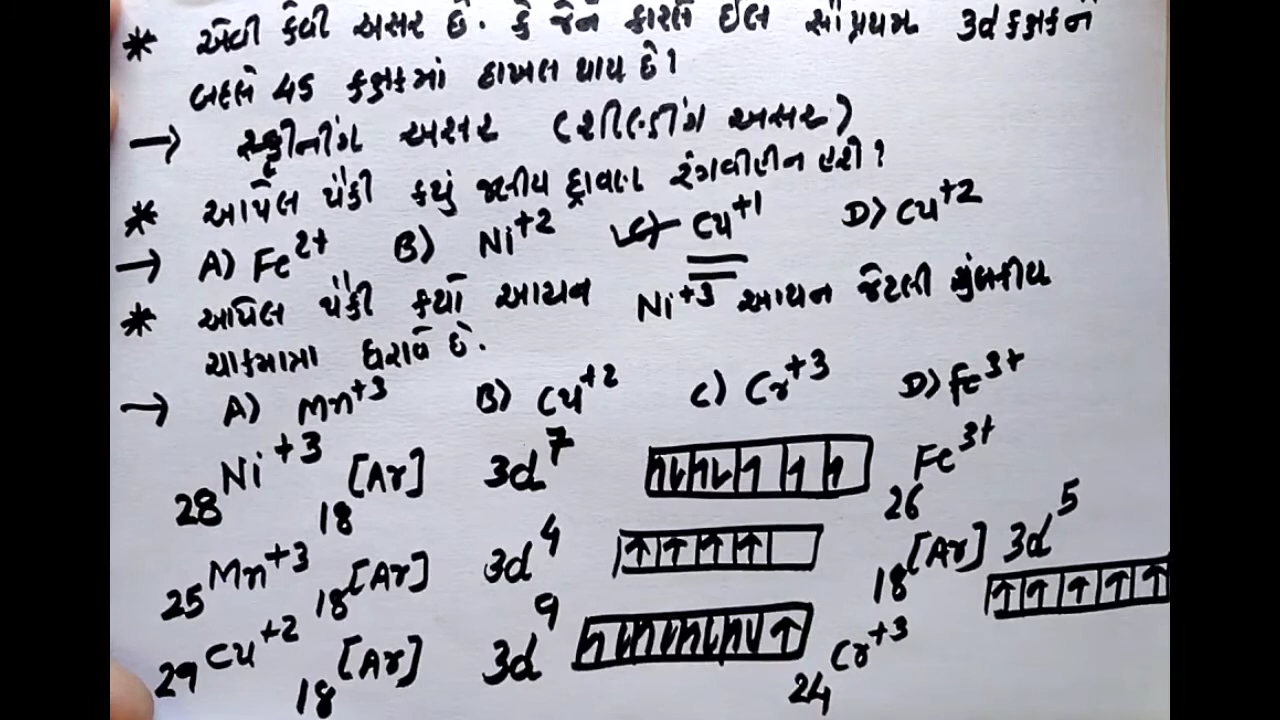 * એવી કેવી અસર છે. કે જેને કારણે ઈલે સૌપ્રથમ 3d કક્ષકને
બદલે 4s કક્ષકમાં દાખલ થાય છે?
→ સ્ક્રીનીંગ અસર (શીલ્ડીંગ અસર)
* આપેલ પૈકી કયું જલીય દ્રાવણ રંગવીહીન હશે?
→ A) Fe2+ B) Ni+2 C) Cu+1 D) Cu+2
* આપેલ પૈકી કયો આયન Ni+3 આયન જેટલી ચુંબકીય
ચાકમાત્રા ધરાવે છે.
→ A) Mn+3 B) Cu+2 C) Cr+3 D) Fe3+
28Ni+3 18[Ar] 3d7 26Fe3+
25Mn+3 18[Ar] 3d4 18[Ar] 3d5
29Cu+2 18[Ar] 3d9 24Cr+3